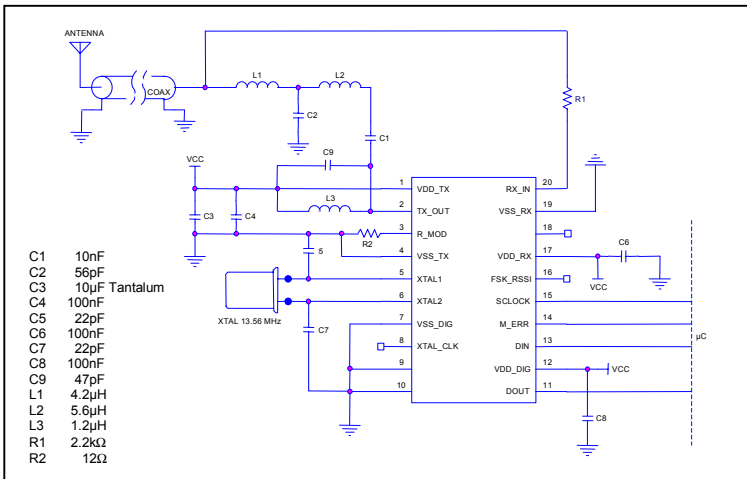 ANTENNA
COAX
L1
L2
C2
C1
R1
C9
VCC
L3
C3
C4
R2
5
C7
XTAL 13.56 MHz
1 VDD_TX
2 TX_OUT
3 R_MOD
4 VSS_TX
5 XTAL1
6 XTAL2
7 VSS_DIG
8 XTAL_CLK
9
10
RX_IN 20
VSS_RX 19
18
VDD_RX 17
FSK_RSSI 16
SCLOCK 15
M_ERR 14
DIN 13
VDD_DIG 12
DOUT 11
C6
VCC
µC
VCC
C8
C1 10nF
C2 56pF
C3 10µF Tantalum
C4 100nF
C5 22pF
C6 100nF
C7 22pF
C8 100nF
C9 47pF
L1 4.2µH
L2 5.6µH
L3 1.2µH
R1 2.2kΩ
R2 12Ω